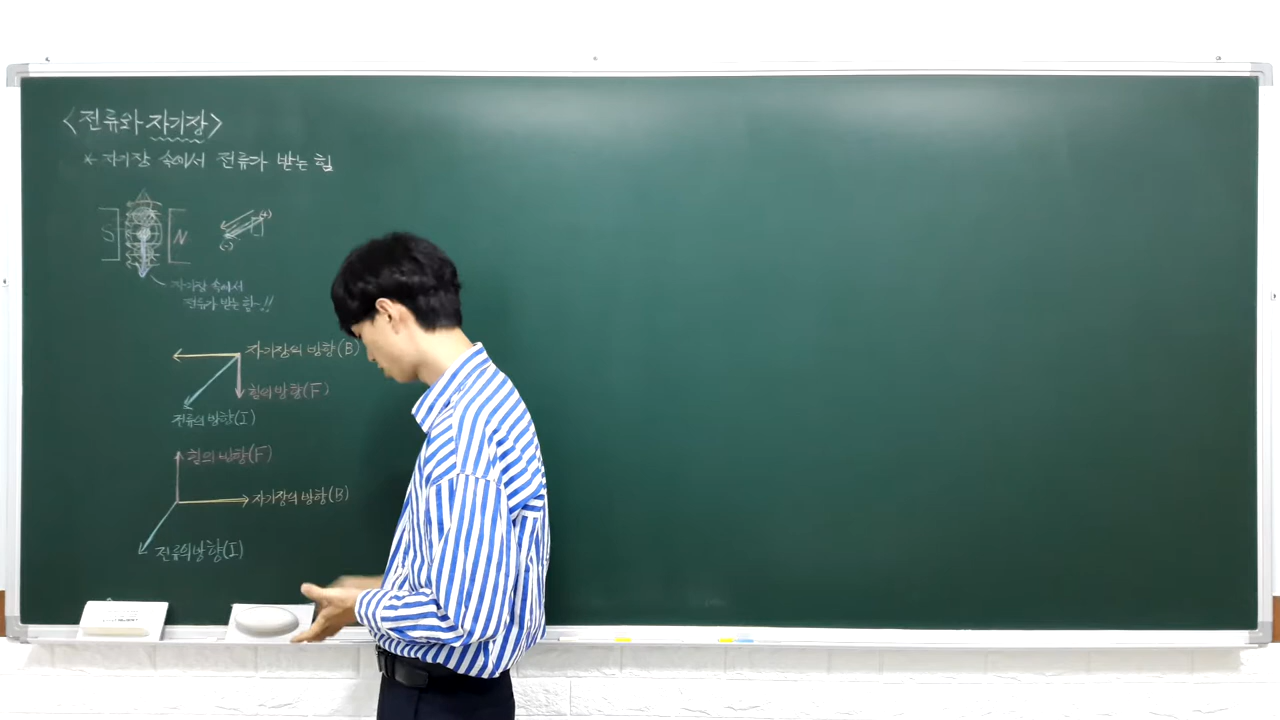 <전류와 자기장>
* 자기장 속에서 전류가 받는 힘
S N (+)
(-)
자기장 속에서
전류가 받는 힘~!!
자기장의 방향(B)
힘의 방향(F)
전류의 방향(I)
힘의 방향(F)
자기장의 방향(B)
전류의 방향(I)